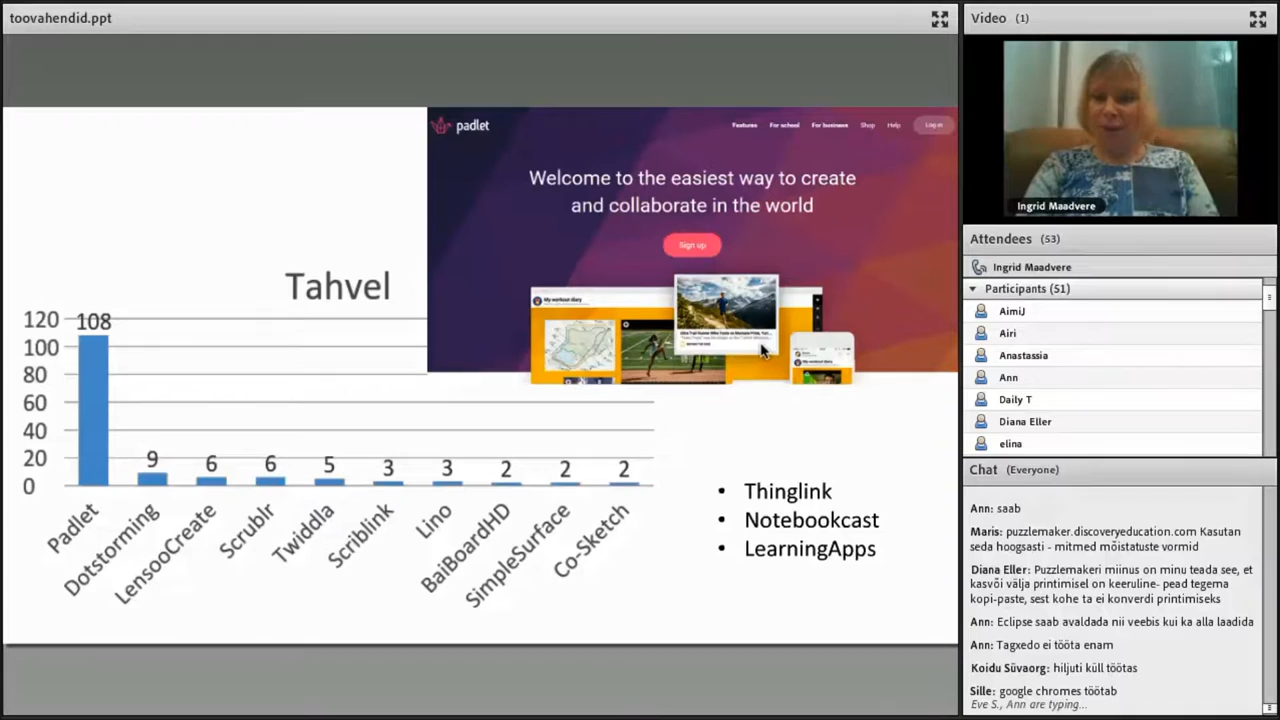 toovahendid.ppt
padlet
Features For school For business Shop Help Log in
Welcome to the easiest way to create
and collaborate in the world
Sign up
My workout diary
Tahvel
120
100
80
60
40
20
0
108
9
6
6
5
3
3
2
2
2
Padlet
Dotstorming
LensooCreate
Scrublr
Twiddla
Scriblink
Lino
BaiBoardHD
SimpleSurface
Co-Sketch
• Thinglink
• Notebookcast
• LearningApps
Video (1)
Ingrid Maadvere
Attendees (53)
Ingrid Maadvere
Participants (51)
AimiJ
Airi
Anastassia
Ann
Daily T
Diana Eller
elina
Chat (Everyone)
Ann: saab
Maris: puzzlemaker.discoveryeducation.com Kasutan
seda hoogsasti - mitmed mõistatuste vormid
Diana Eller: Puzzlemakeri miinus on minu teada see, et
kasvõi välja printimisel on keeruline- pead tegema
kopi-paste, sest kohe ta ei konverdi printimiseks
Ann: Eclipse saab avaldada nii veebis kui ka alla laadida
Ann: Tagxedo ei tööta enam
Koidu Süvaorg: hiljuti küll töötas
Sille: google chromes töötab
Eve S., Ann are typing...